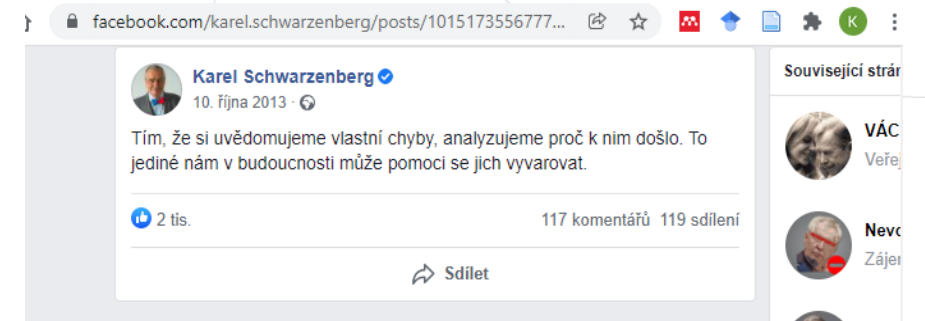 facebook.com/karel.schwarzenberg/posts/1015173556777...
K
Karel Schwarzenberg
10. října 2013 ·
Tím, že si uvědomujeme vlastní chyby, analyzujeme proč k nim došlo. To
jediné nám v budoucnosti může pomoci se jich vyvarovat.
2 tis.
117 komentářů 119 sdílení
Sdílet
Související strár
VÁC
Veřej
Nevo
Zájer